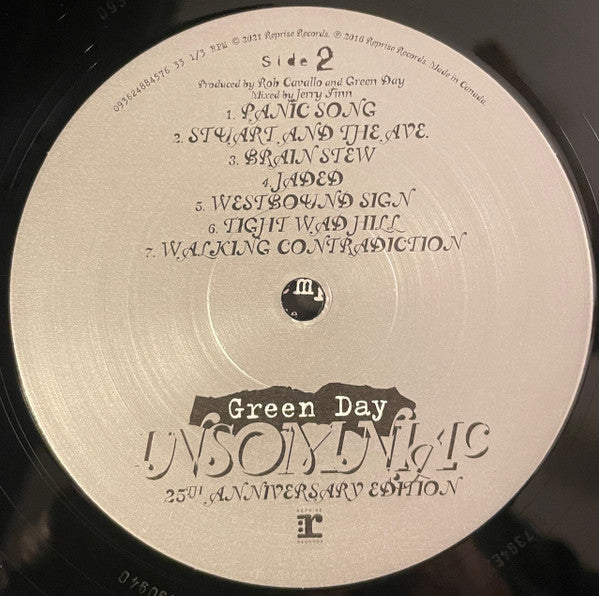 093624884576 33 1/3 RPM © 2021 Reprise Records. ℗ 2016 Reprise Records. Made in Canada.
Side 2
Produced by Rob Cavallo and Green Day
Mixed by Jerry Finn
1. PANIC SONG
2. STUART AND THE AVE.
3. BRAIN STEW
4. JADED
5. WESTBOUND SIGN
6. TIGHT WAD HILL
7. WALKING CONTRADICTION
Green Day
INSOMNIAC
25TH ANNIVERSARY EDITION
REPRISE
r
RECORDS